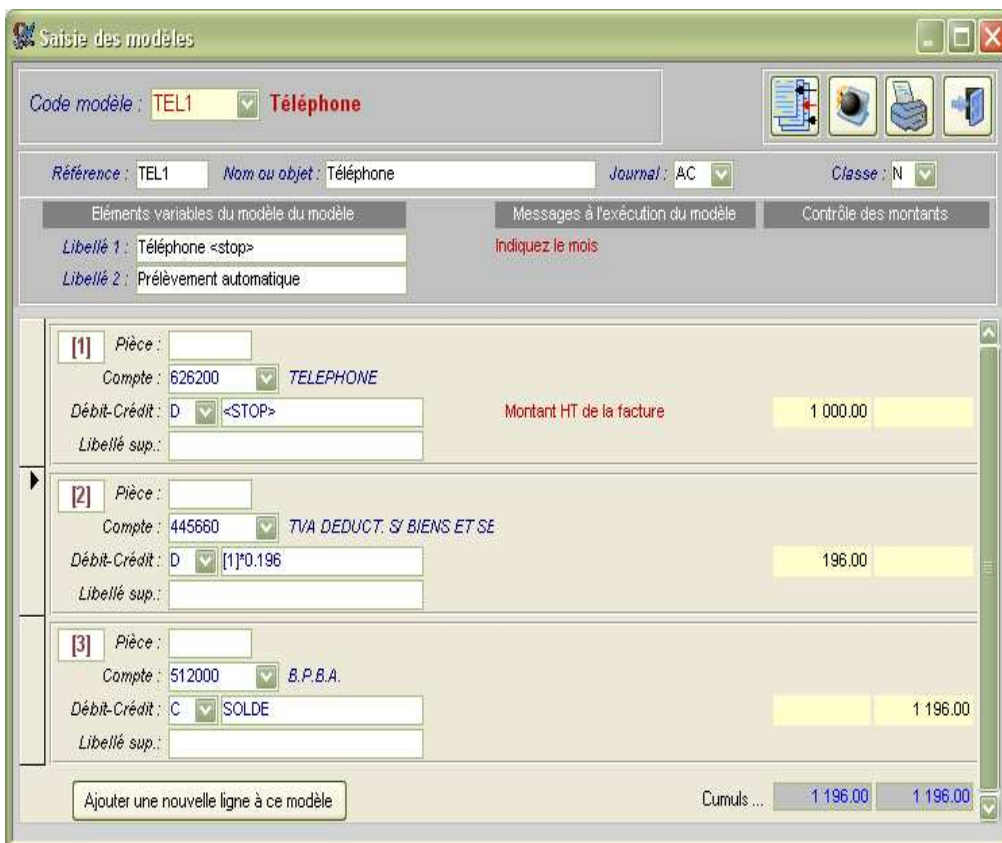 Saisie des modèles
Code modèle : TEL1 Téléphone
Référence : TEL1 Nom ou objet : Téléphone Journal : AC Classe : N
Eléments variables du modèle du modèle Messages à l'exécution du modèle Contrôle des montants
Libellé 1 : Téléphone <stop> Indiquez le mois
Libellé 2 : Prélèvement automatique
[1] Pièce :
Compte : 626200 TELEPHONE
Débit-Crédit : D <STOP> Montant HT de la facture 1 000.00
Libellé sup.:
[2] Pièce :
Compte : 445660 TVA DEDUCT. S/ BIENS ET SE
Débit-Crédit : D [1]*0.196 196.00
Libellé sup.:
[3] Pièce :
Compte : 512000 B.P.B.A.
Débit-Crédit : C SOLDE 1 196.00
Libellé sup.:
Ajouter une nouvelle ligne à ce modèle Cumuls ... 1 196.00 1 196.00